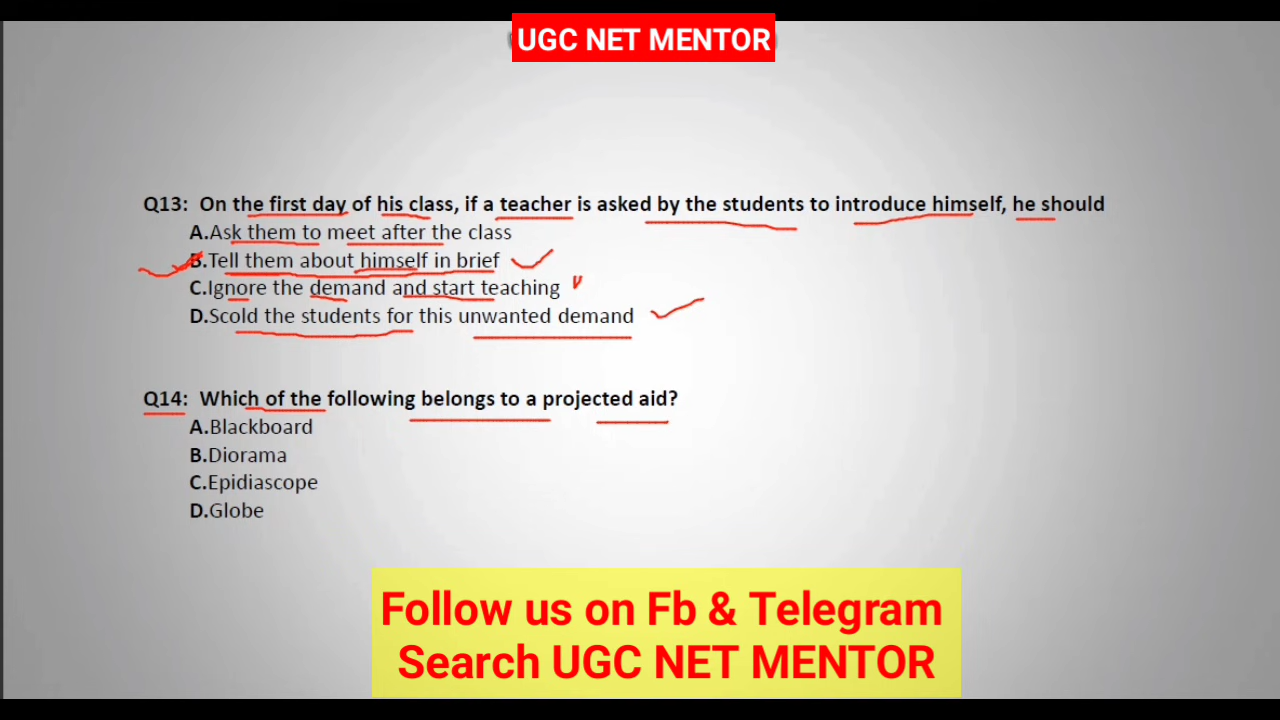 UGC NET MENTOR
Q13: On the first day of his class, if a teacher is asked by the students to introduce himself, he should
A.Ask them to meet after the class
B.Tell them about himself in brief
C.Ignore the demand and start teaching
D.Scold the students for this unwanted demand
Q14: Which of the following belongs to a projected aid?
A.Blackboard
B.Diorama
C.Epidiascope
D.Globe
Follow us on Fb & Telegram
Search UGC NET MENTOR